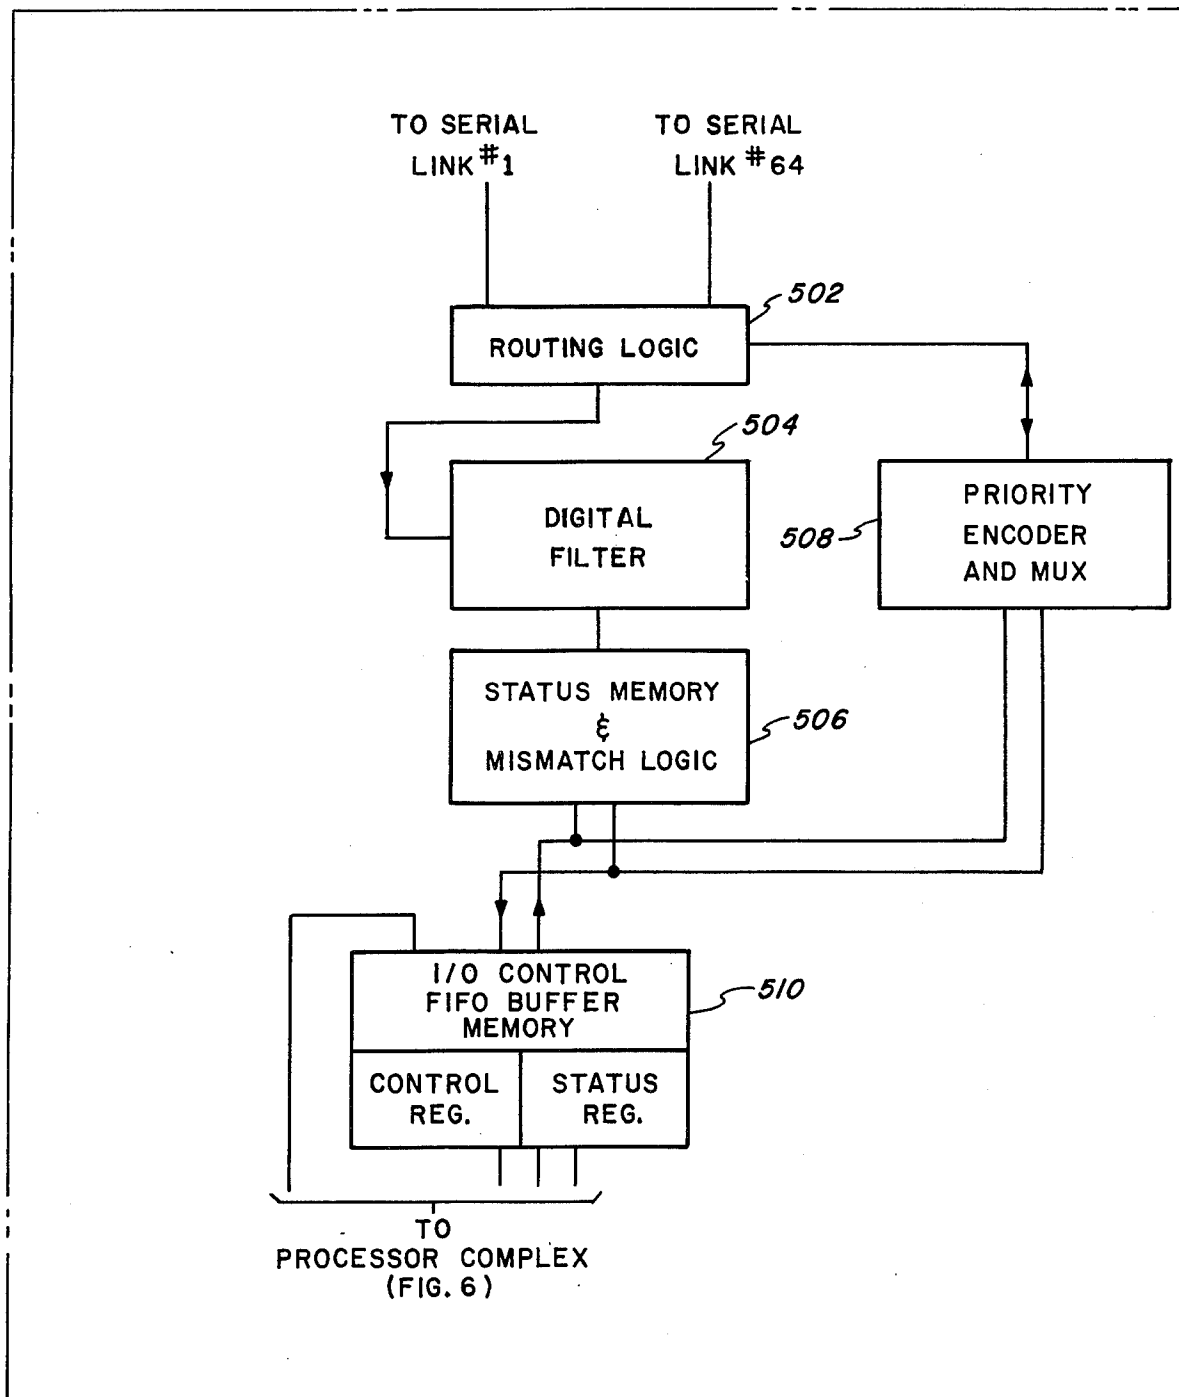 TO SERIAL
LINK #1
TO SERIAL
LINK #64
502
ROUTING LOGIC
504
DIGITAL
FILTER
PRIORITY
ENCODER
AND MUX
508
STATUS MEMORY
&
MISMATCH LOGIC
506
I/O CONTROL
FIFO BUFFER
MEMORY
510
CONTROL
REG.
STATUS
REG.
TO
PROCESSOR COMPLEX
(FIG. 6)